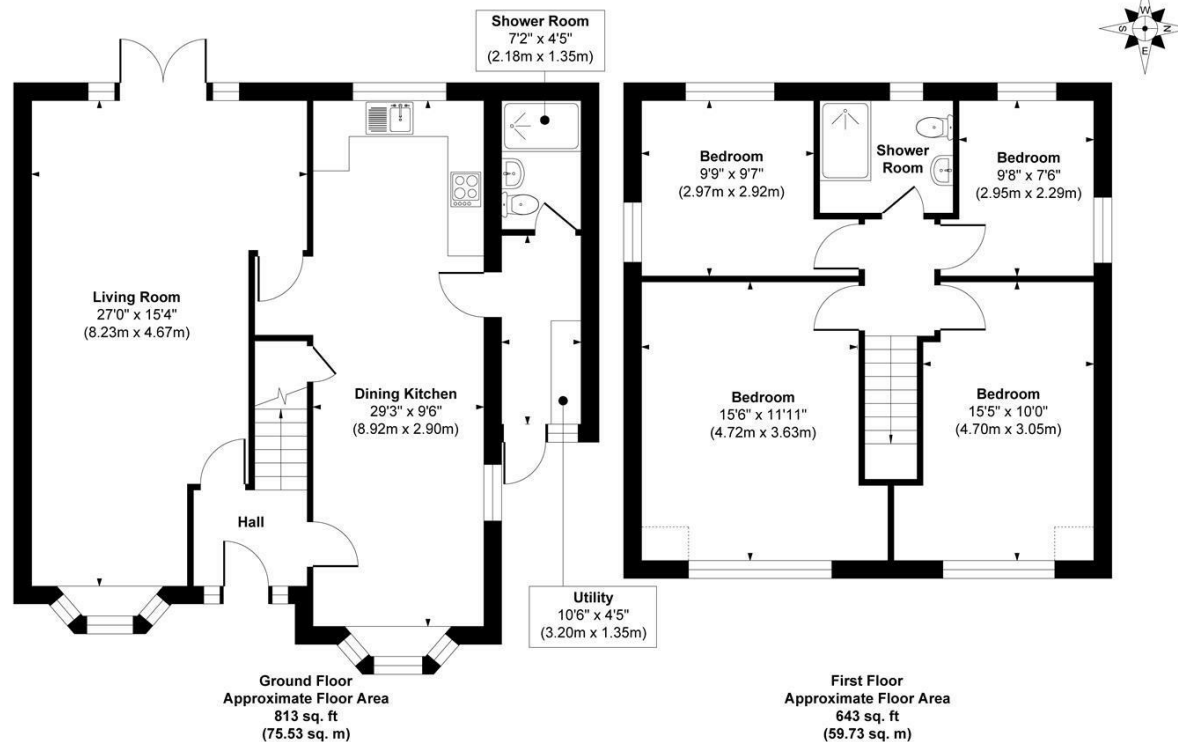 Shower Room
7'2" x 4'5"
(2.18m x 1.35m)
W
S
N
E
Living Room
27'0" x 15'4"
(8.23m x 4.67m)
Dining Kitchen
29'3" x 9'6"
(8.92m x 2.90m)
Hall
Utility
10'6" x 4'5"
(3.20m x 1.35m)
Ground Floor
Approximate Floor Area
813 sq. ft
(75.53 sq. m)
Bedroom
9'9" x 9'7"
(2.97m x 2.92m)
Shower
Room
Bedroom
9'8" x 7'6"
(2.95m x 2.29m)
Bedroom
15'6" x 11'11"
(4.72m x 3.63m)
Bedroom
15'5" x 10'0"
(4.70m x 3.05m)
First Floor
Approximate Floor Area
643 sq. ft
(59.73 sq. m)